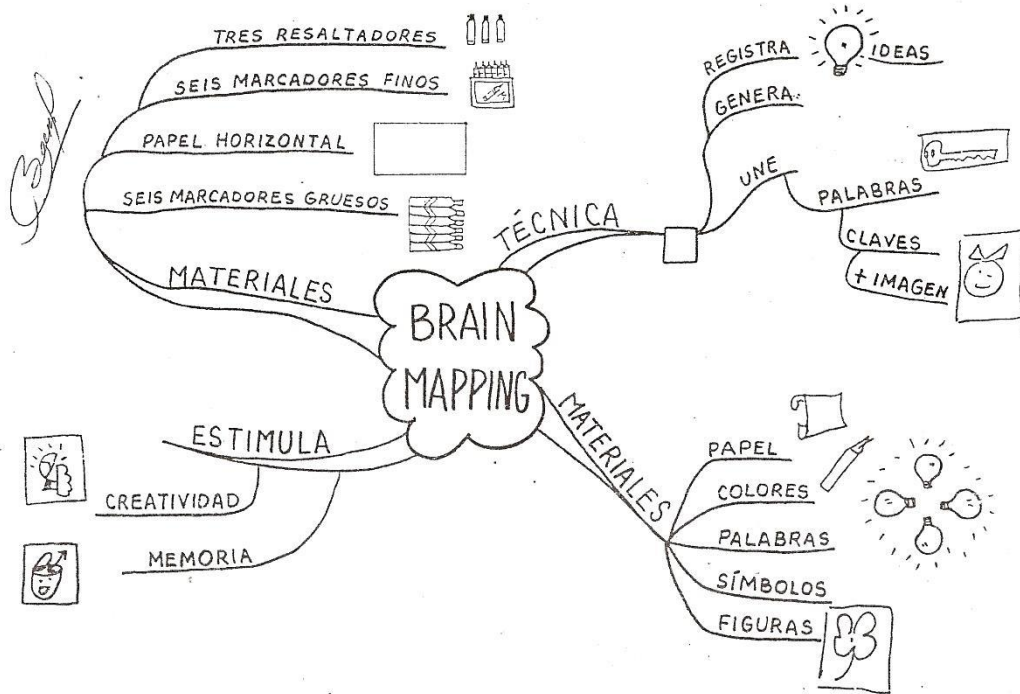 TRES RESALTADORES
SEIS MARCADORES FINOS
PAPEL HORIZONTAL
SEIS MARCADORES GRUESOS
MATERIALES
TÉCNICA
REGISTRA
IDEAS
GENERA
UNE
PALABRAS
CLAVES
+ IMAGEN
BRAIN
MAPPING
ESTIMULA
CREATIVIDAD
MEMORIA
MATERIALES
PAPEL
COLORES
PALABRAS
SÍMBOLOS
FIGURAS